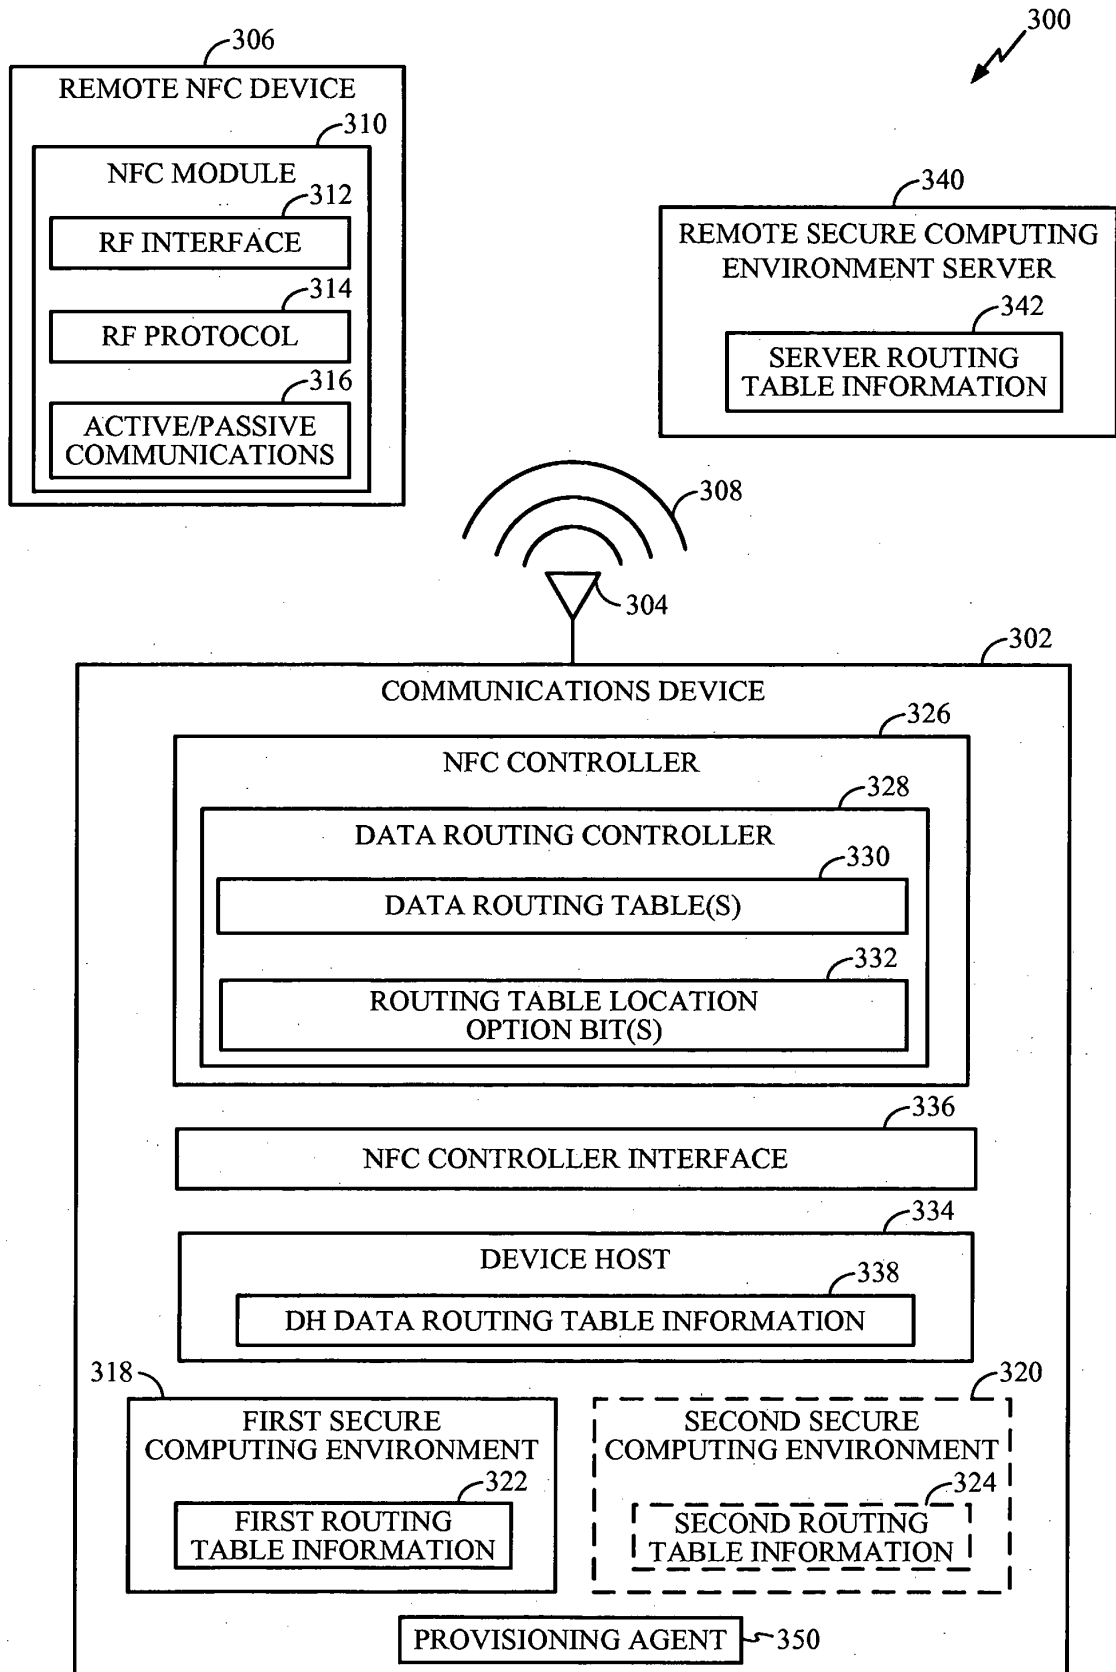 300
306
REMOTE NFC DEVICE
310
NFC MODULE
312
RF INTERFACE
314
RF PROTOCOL
316
ACTIVE/PASSIVE
COMMUNICATIONS
340
REMOTE SECURE COMPUTING
ENVIRONMENT SERVER
342
SERVER ROUTING
TABLE INFORMATION
308
304
302
COMMUNICATIONS DEVICE
326
NFC CONTROLLER
328
DATA ROUTING CONTROLLER
330
DATA ROUTING TABLE(S)
332
ROUTING TABLE LOCATION
OPTION BIT(S)
336
NFC CONTROLLER INTERFACE
334
DEVICE HOST
338
DH DATA ROUTING TABLE INFORMATION
318
FIRST SECURE
COMPUTING ENVIRONMENT
322
FIRST ROUTING
TABLE INFORMATION
320
SECOND SECURE
COMPUTING ENVIRONMENT
324
SECOND ROUTING
TABLE INFORMATION
PROVISIONING AGENT
350